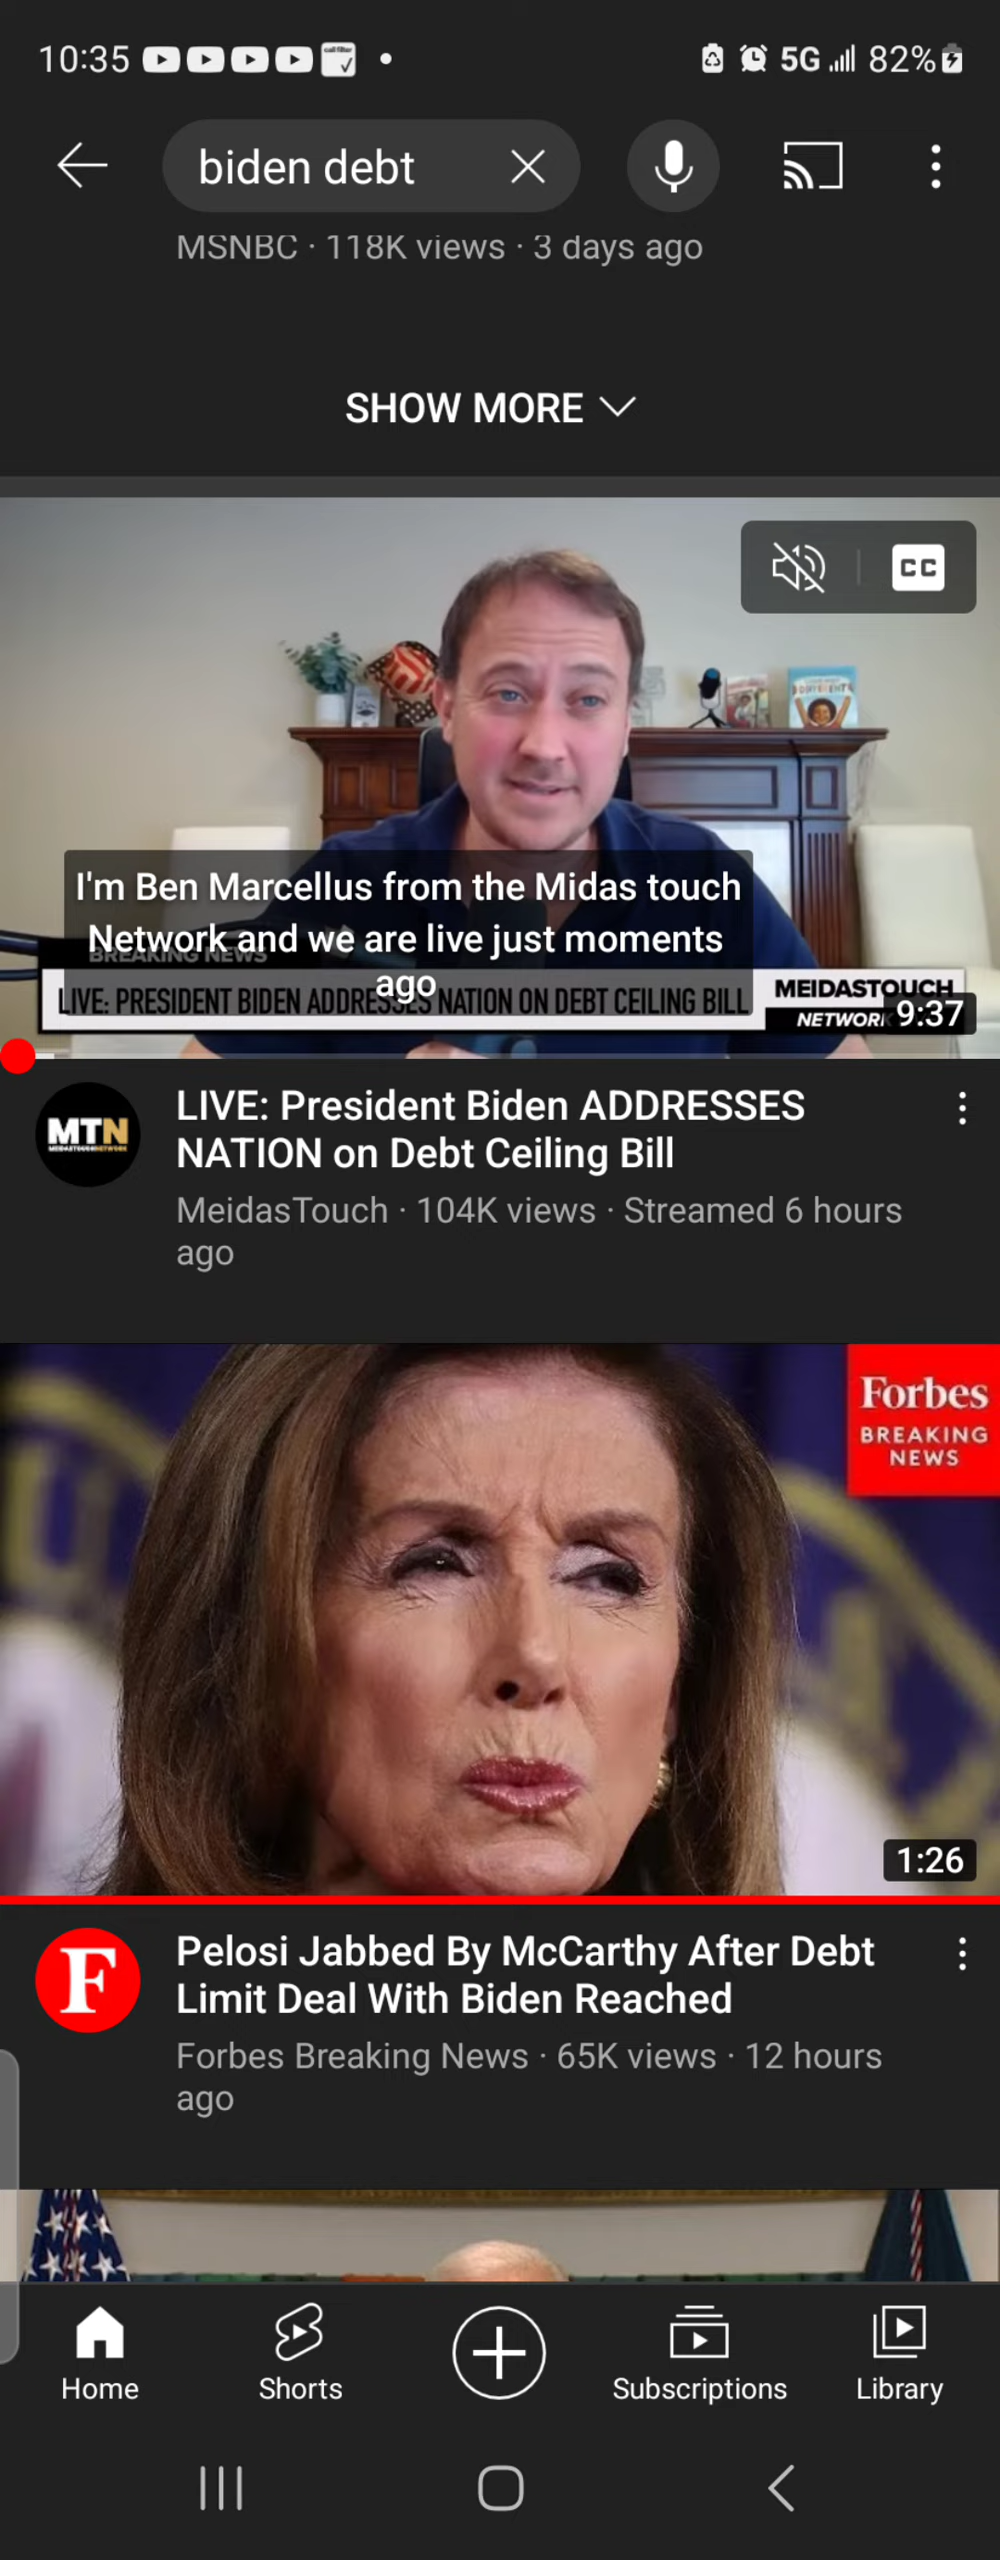 10:35
call filter
5G
82%
biden debt
MSNBC · 118K views · 3 days ago
SHOW MORE
CC
I'm Ben Marcellus from the Midas touch
Network and we are live just moments
ago
BREAKING NEWS
LIVE: PRESIDENT BIDEN ADDRESSES NATION ON DEBT CEILING BILL
MEIDASTOUCH
NETWORK
9:37
MTN
MEIDASTOUCHNETWORK
LIVE: President Biden ADDRESSES
NATION on Debt Ceiling Bill
MeidasTouch · 104K views · Streamed 6 hours
ago
Forbes
BREAKING
NEWS
1:26
F
Pelosi Jabbed By McCarthy After Debt
Limit Deal With Biden Reached
Forbes Breaking News · 65K views · 12 hours
ago
Home
Shorts
Subscriptions
Library